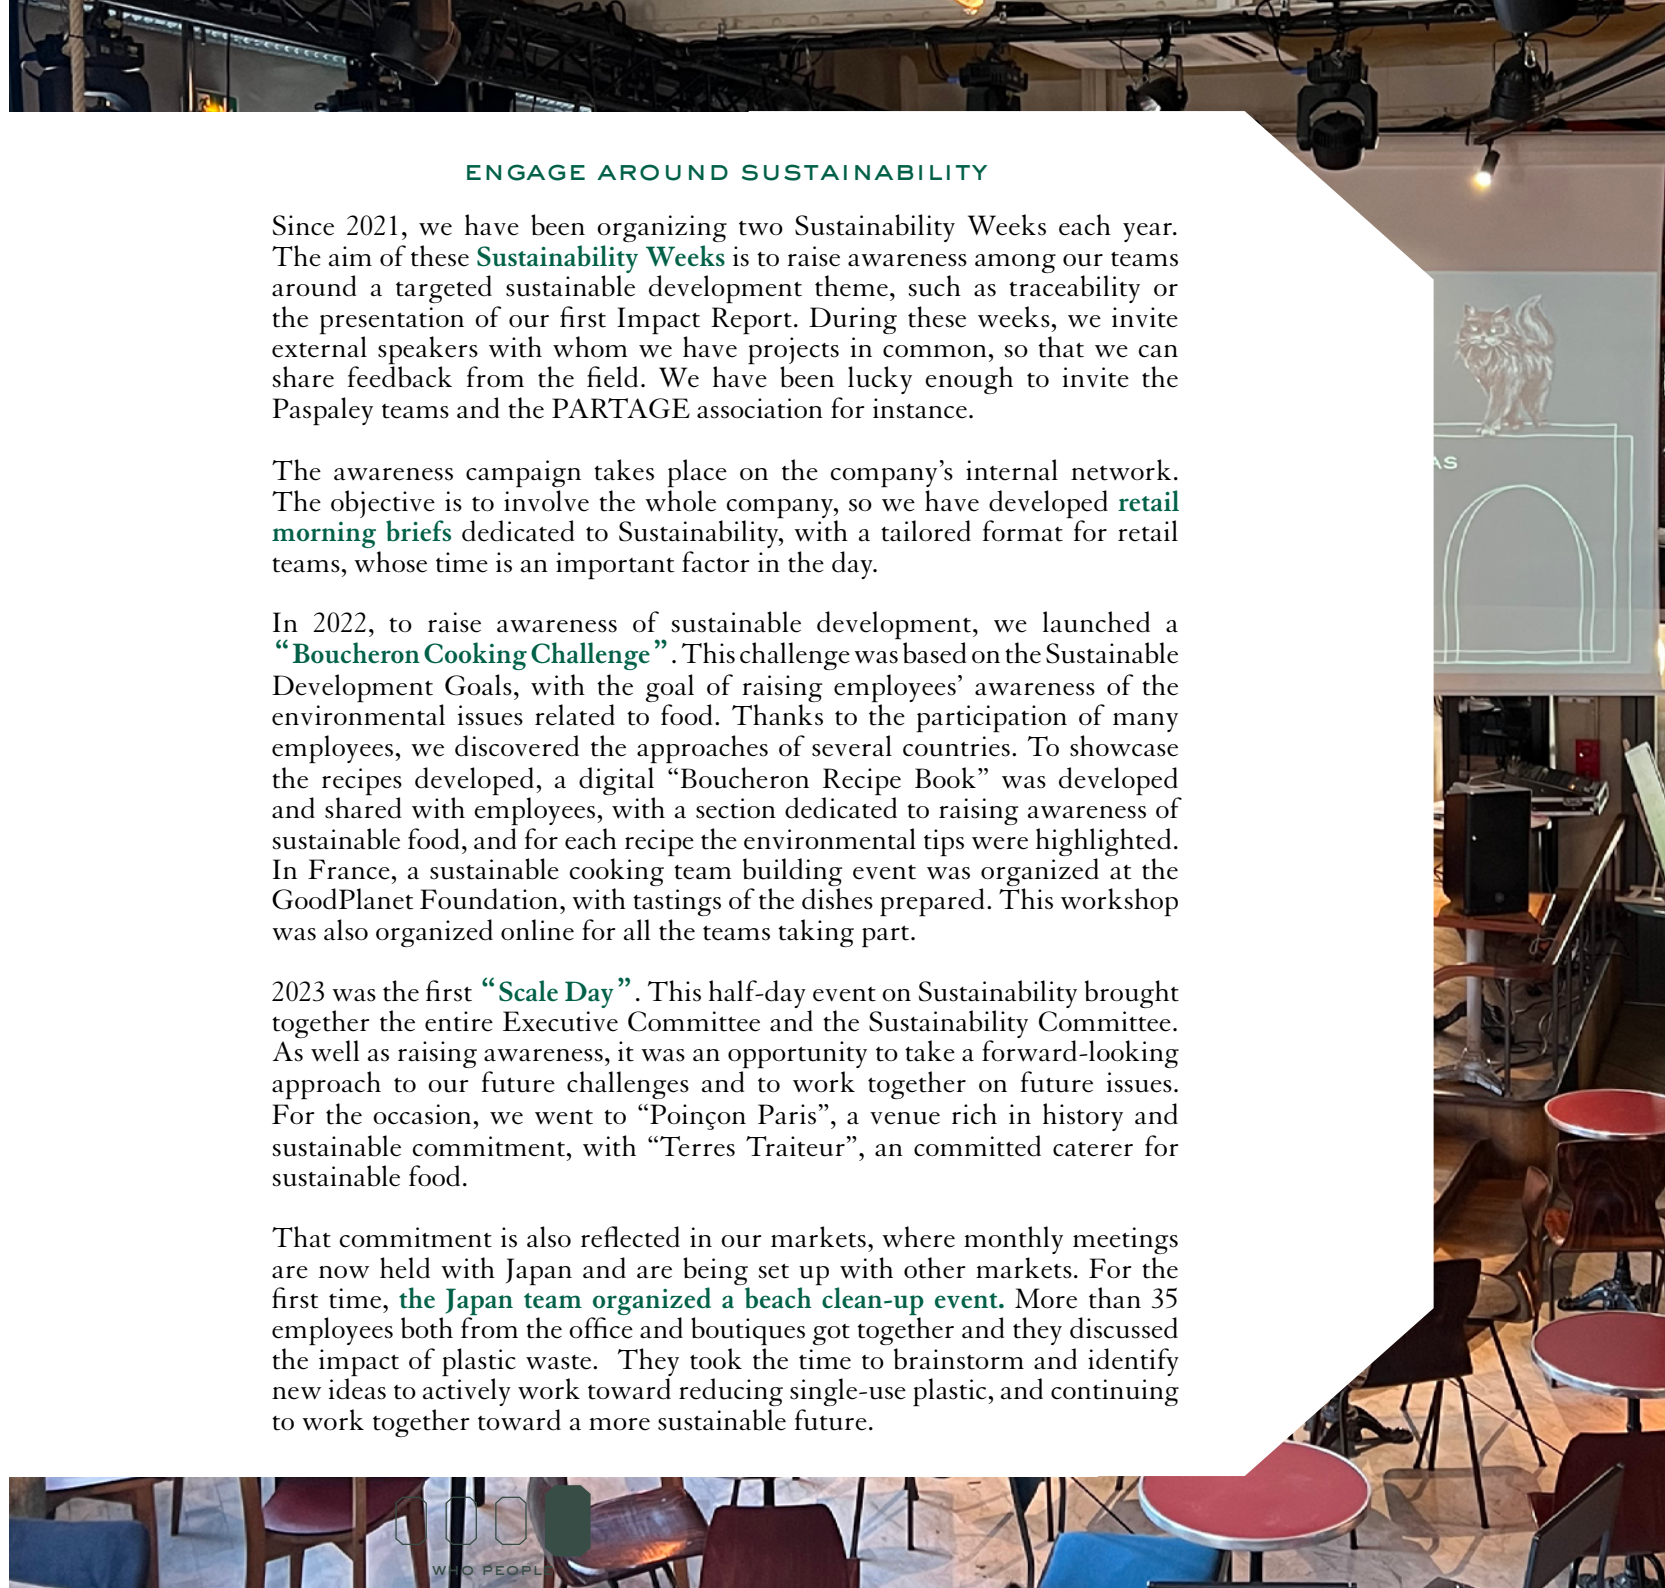 ENGAGE AROUND SUSTAINABILITY
Since 2021, we have been organizing two Sustainability Weeks each year.
The aim of these Sustainability Weeks is to raise awareness among our teams
around a targeted sustainable development theme, such as traceability or
the presentation of our first Impact Report. During these weeks, we invite
external speakers with whom we have projects in common, so that we can
share feedback from the field. We have been lucky enough to invite the
Paspaley teams and the PARTAGE association for instance.
The awareness campaign takes place on the company’s internal network.
The objective is to involve the whole company, so we have developed retail
morning briefs dedicated to Sustainability, with a tailored format for retail
teams, whose time is an important factor in the day.
In 2022, to raise awareness of sustainable development, we launched a
“Boucheron Cooking Challenge”. This challenge was based on the Sustainable
Development Goals, with the goal of raising employees’ awareness of the
environmental issues related to food. Thanks to the participation of many
employees, we discovered the approaches of several countries. To showcase
the recipes developed, a digital “Boucheron Recipe Book” was developed
and shared with employees, with a section dedicated to raising awareness of
sustainable food, and for each recipe the environmental tips were highlighted.
In France, a sustainable cooking team building event was organized at the
GoodPlanet Foundation, with tastings of the dishes prepared. This workshop
was also organized online for all the teams taking part.
2023 was the first “Scale Day”. This half-day event on Sustainability brought
together the entire Executive Committee and the Sustainability Committee.
As well as raising awareness, it was an opportunity to take a forward-looking
approach to our future challenges and to work together on future issues.
For the occasion, we went to “Poinçon Paris”, a venue rich in history and
sustainable commitment, with “Terres Traiteur”, an committed caterer for
sustainable food.
That commitment is also reflected in our markets, where monthly meetings
are now held with Japan and are being set up with other markets. For the
first time, the Japan team organized a beach clean-up event. More than 35
employees both from the office and boutiques got together and they discussed
the impact of plastic waste. They took the time to brainstorm and identify
new ideas to actively work toward reducing single-use plastic, and continuing
to work together toward a more sustainable future.
AS
WHO PEOPLE